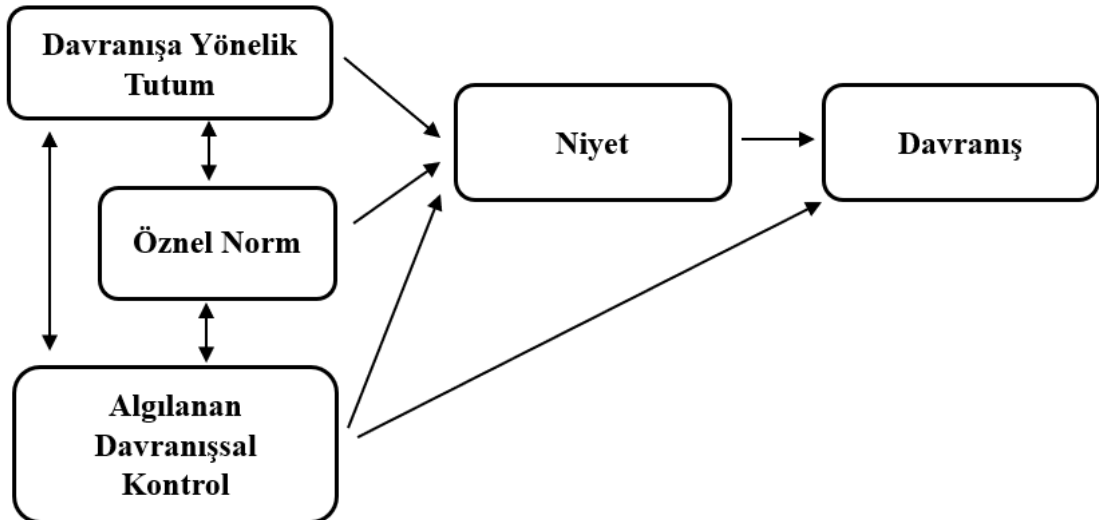 Davranışa Yönelik
Tutum
Niyet
Davranış
Öznel Norm
Algılanan
Davranışsal
Kontrol